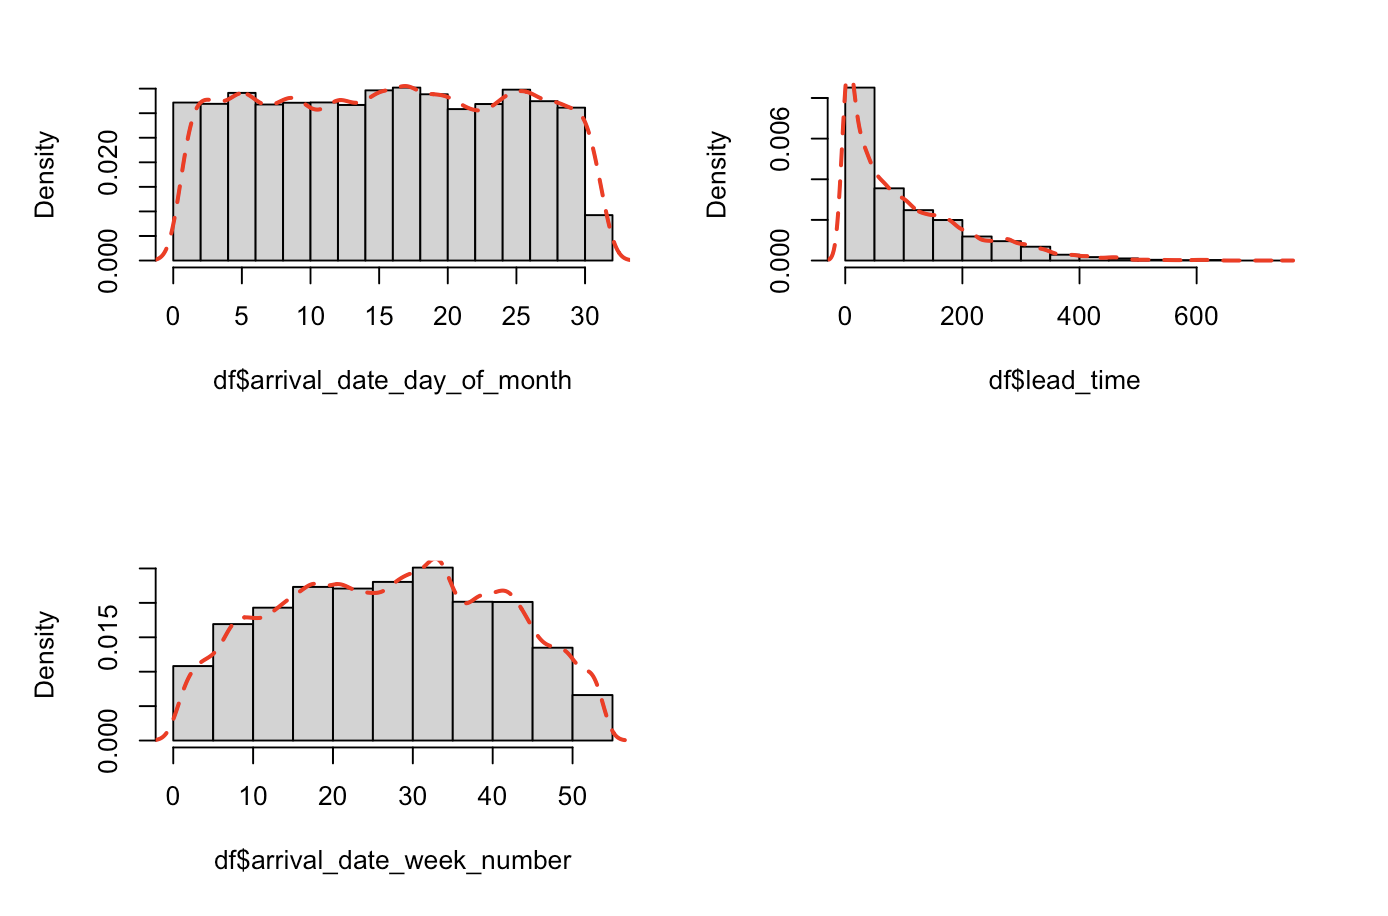 Density
0.000 0.020
0 5 10 15 20 25 30
df$arrival_date_day_of_month
Density
0.000 0.006
0 200 400 600
df$lead_time
Density
0.000 0.015
0 10 20 30 40 50
df$arrival_date_week_number